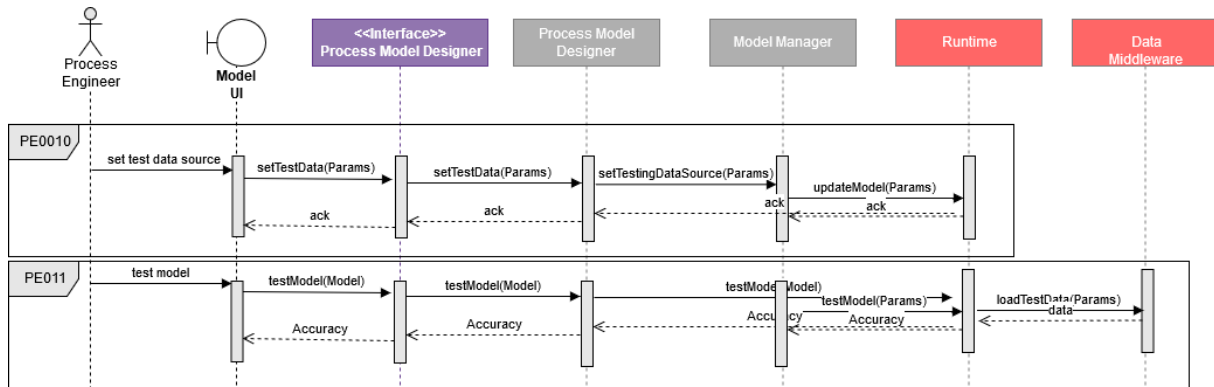 <<Interface>>
Process Model Designer
Process Model
Designer
Model Manager
Runtime
Data
Middleware
Process
Engineer
Model
UI
PE0010
set test data source
setTestData(Params)
setTestData(Params)
setTestingDataSource(Params)
updateModel(Params)
ack
ack
ack
ack
PE011
test model
testModel(Model)
testModel(Model)
testModel(Model)
testModel(Params)
loadTestData(Params)
data
Accuracy
Accuracy
Accuracy
Accuracy